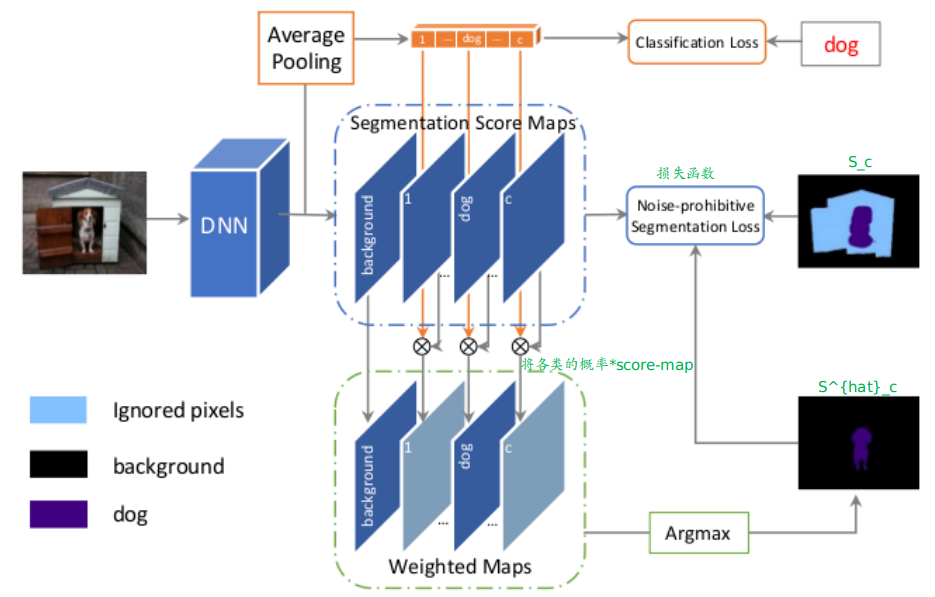 Average
Pooling
1 ... dog ... c
Classification Loss
dog
Segmentation Score Maps
DNN
background
1
...
dog
...
c
损失函数
Noise-prohibitive
Segmentation Loss
S_c
将各类的概率*score-map
S^{hat}_c
Ignored pixels
background
dog
background
1
...
dog
...
c
Weighted Maps
Argmax